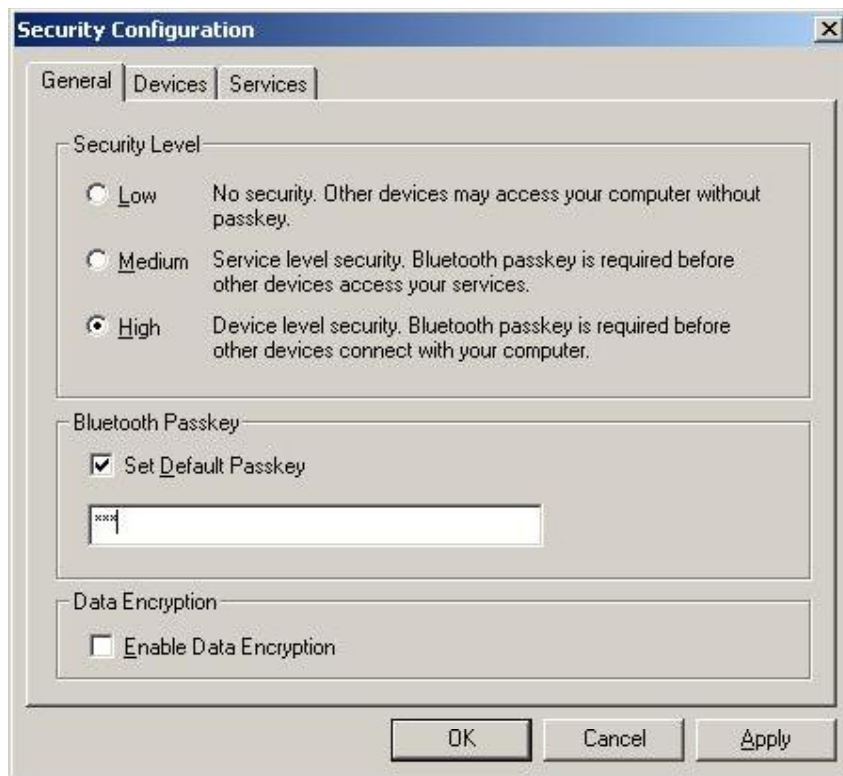 Security Configuration
General Devices Services
Security Level
Low No security. Other devices may access your computer without
passkey.
Medium Service level security. Bluetooth passkey is required before
other devices access your services.
High Device level security. Bluetooth passkey is required before
other devices connect with your computer.
Bluetooth Passkey
Set Default Passkey
***
Data Encryption
Enable Data Encryption
OK Cancel Apply